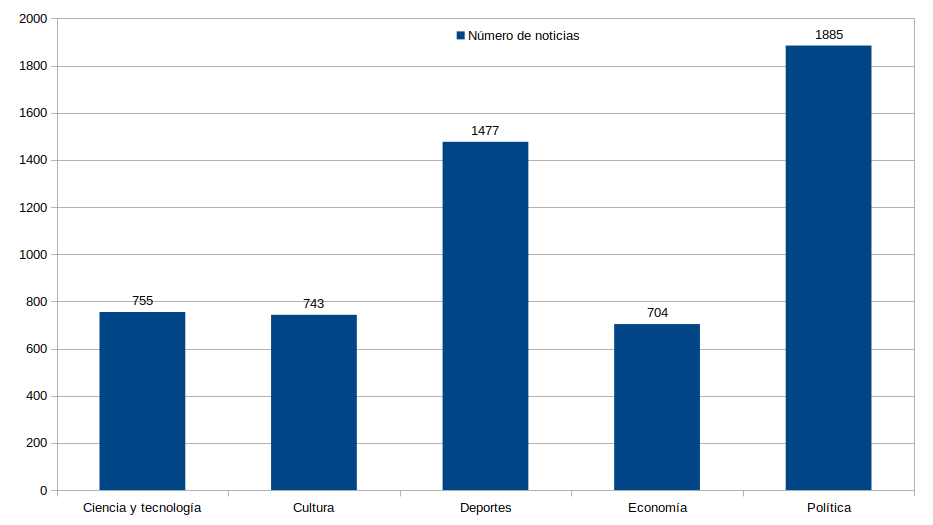 2000
Número de noticias
1885
1800
1600
1477
1400
1200
1000
800
755
743
704
600
400
200
0
Ciencia y tecnología
Cultura
Deportes
Economía
Política